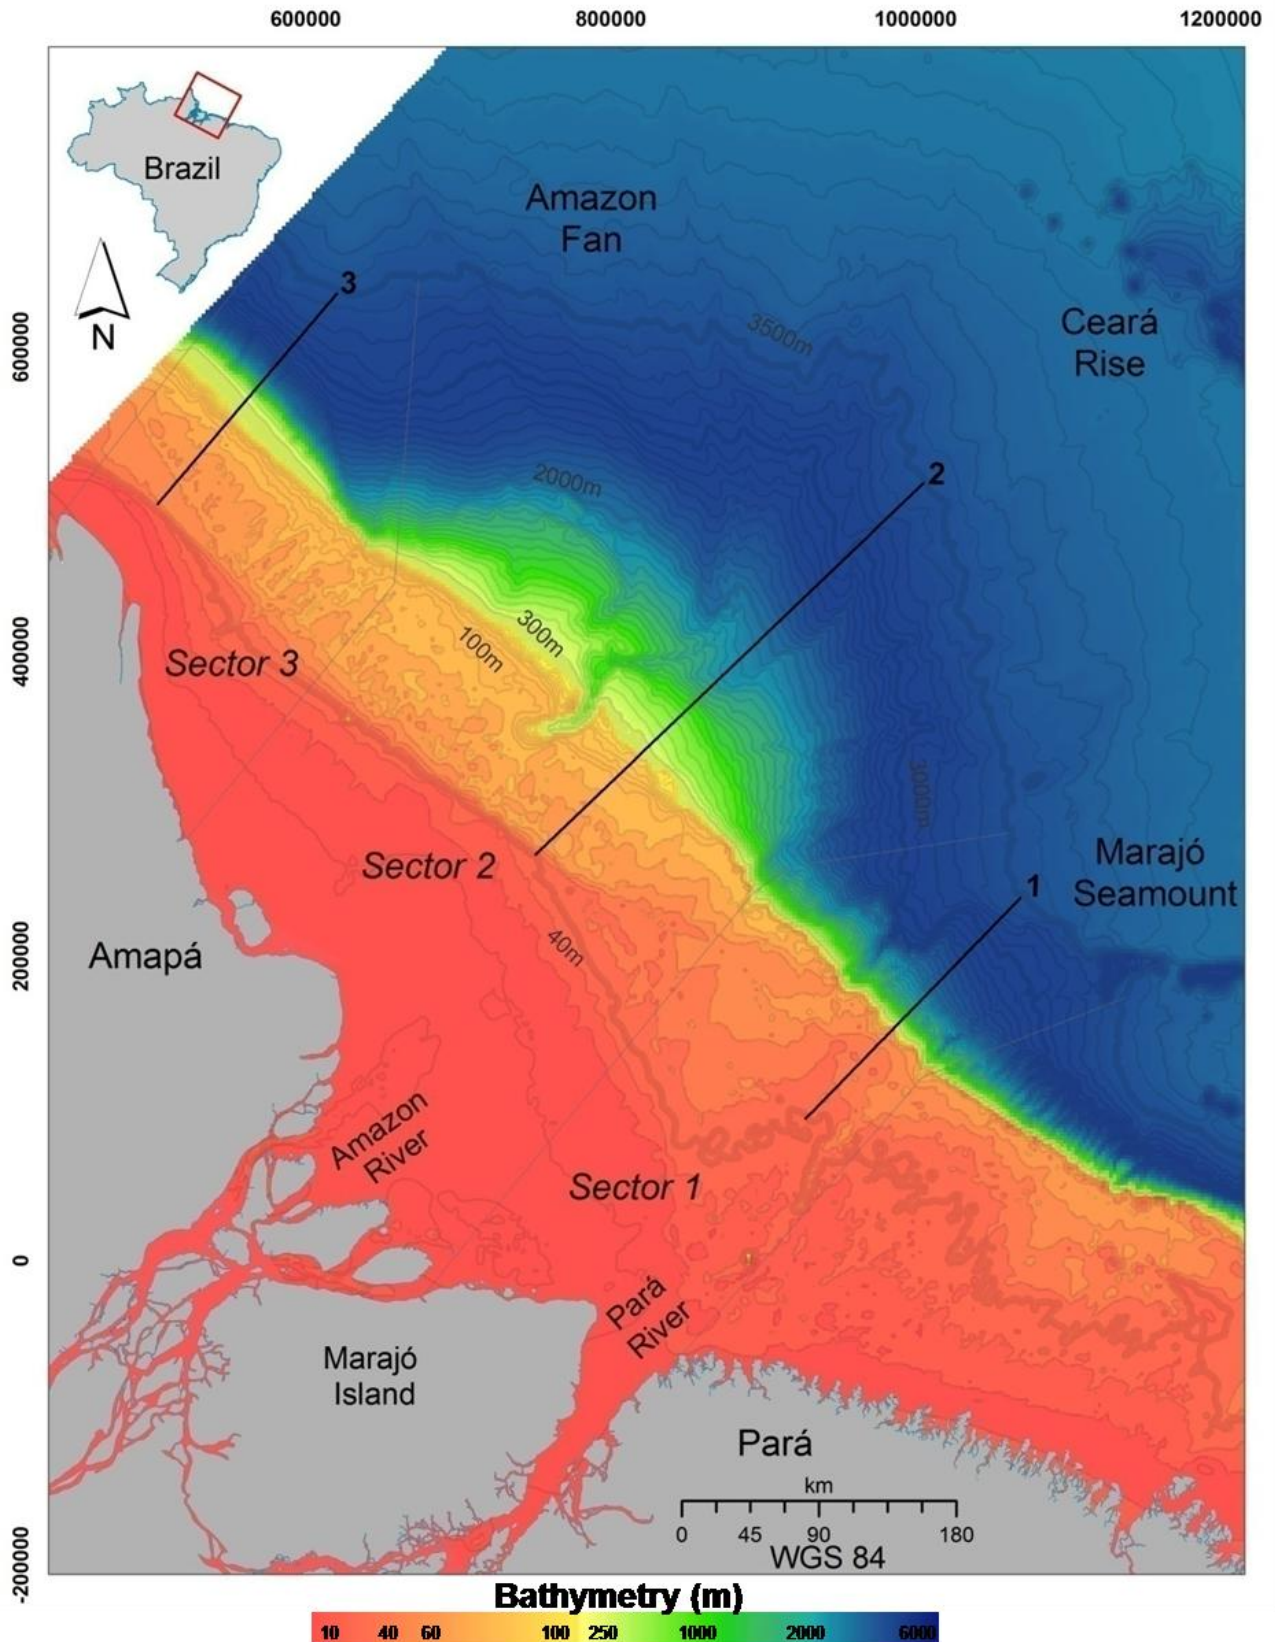 600000 800000 1000000 1200000
Brazil
N
Amazon
Fan
3
3500m
Ceará
Rise
600000
2
2000m
300m
100m
400000
Sector 3
3000m
Sector 2
Marajó
Seamount
1
40m
200000
Amapá
Amazon
River
Sector 1
0
Pará
River
Marajó
Island
Pará
km
0 45 90 180
WGS 84
-200000
Bathymetry (m)
10 40 60 100 250 1000 2000 6000